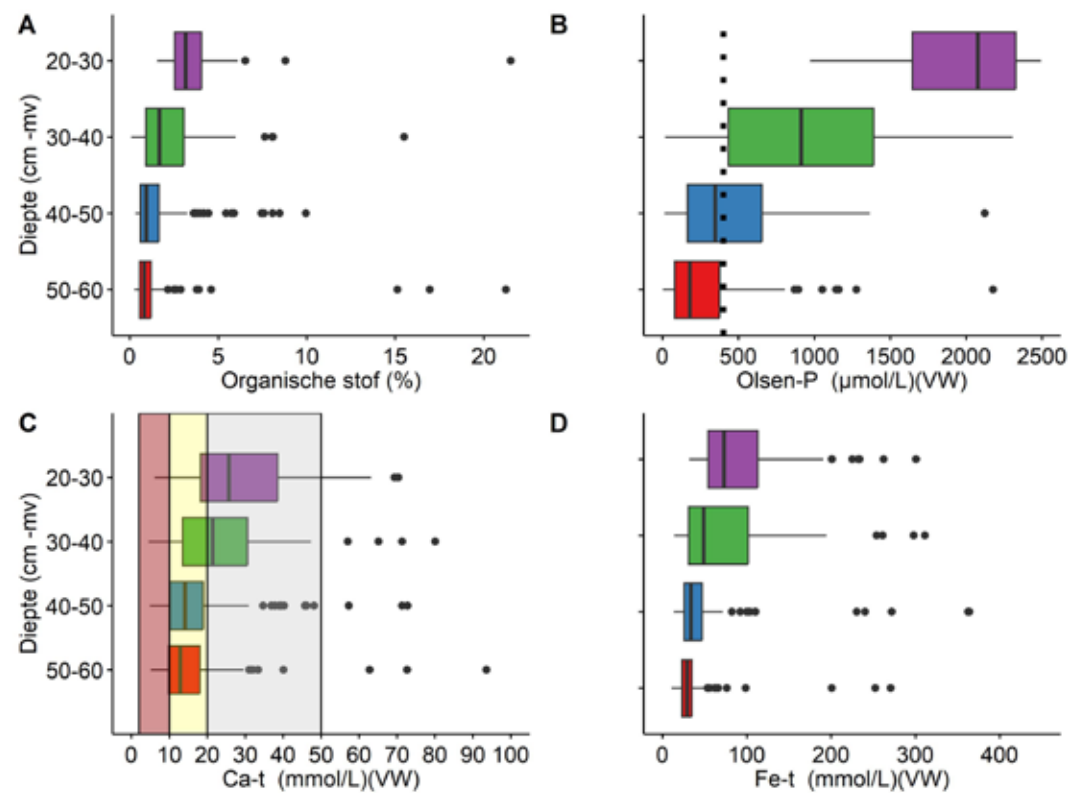 A
Diepte (cm -mv)
20-30
30-40
40-50
50-60
0 5 10 15 20
Organische stof (%)
B
0 500 1000 1500 2000 2500
Olsen-P (µmol/L)(VW)
C
Diepte (cm -mv)
20-30
30-40
40-50
50-60
0 10 20 30 40 50 60 70 80 90 100
Ca-t (mmol/L)(VW)
D
0 100 200 300 400
Fe-t (mmol/L)(VW)